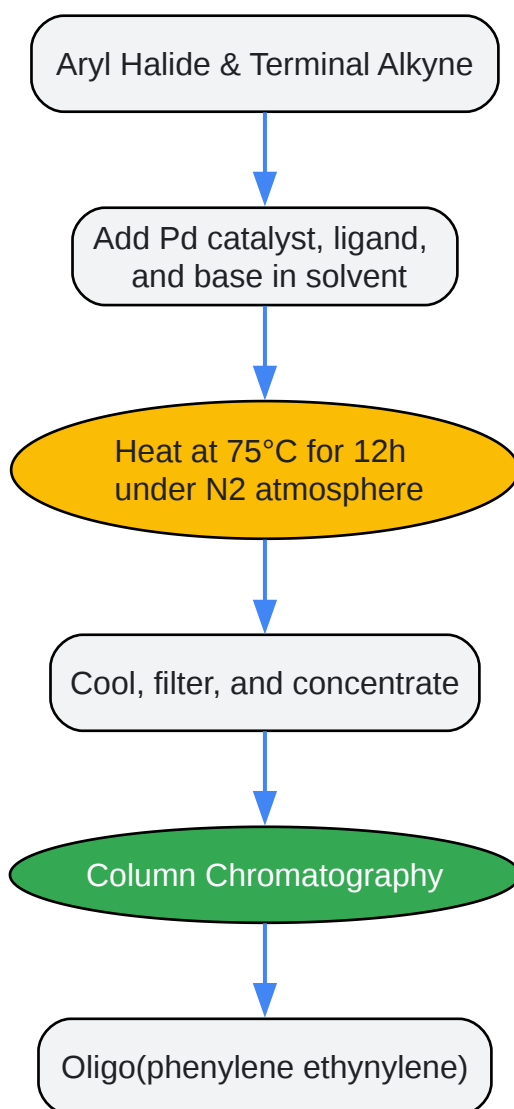 Aryl Halide & Terminal Alkyne
Add Pd catalyst, ligand,
and base in solvent
Heat at 75°C for 12h
under N2 atmosphere
Cool, filter, and concentrate
Column Chromatography
Oligo(phenylene ethynylene)